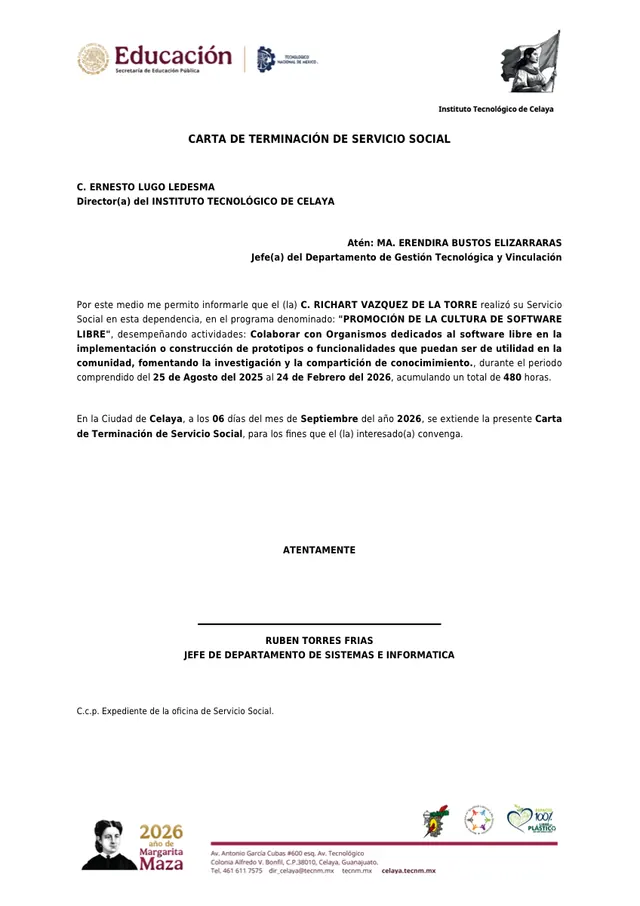 Educación
Secretaría de Educación Pública
TECNOLÓGICO
NACIONAL DE MÉXICO
Instituto Tecnológico de Celaya
CARTA DE TERMINACIÓN DE SERVICIO SOCIAL
C. ERNESTO LUGO LEDESMA
Director(a) del INSTITUTO TECNOLÓGICO DE CELAYA
Atén: MA. ERENDIRA BUSTOS ELIZARRARAS
Jefe(a) del Departamento de Gestión Tecnológica y Vinculación
Por este medio me permito informarle que el (la) C. RICHART VAZQUEZ DE LA TORRE realizó su Servicio
Social en esta dependencia, en el programa denominado: "PROMOCIÓN DE LA CULTURA DE SOFTWARE
LIBRE", desempeñando actividades: Colaborar con Organismos dedicados al software libre en la
implementación o construcción de prototipos o funcionalidades que puedan ser de utilidad en la
comunidad, fomentando la investigación y la compartición de conocimimiento., durante el periodo
comprendido del 25 de Agosto del 2025 al 24 de Febrero del 2026, acumulando un total de 480 horas.
En la Ciudad de Celaya, a los 06 días del mes de Septiembre del año 2026, se extiende la presente Carta
de Terminación de Servicio Social, para los fines que el (la) interesado(a) convenga.
ATENTAMENTE
RUBEN TORRES FRIAS
JEFE DE DEPARTAMENTO DE SISTEMAS E INFORMATICA
C.c.p. Expediente de la oficina de Servicio Social.
2026
año de
Margarita
Maza
100%
PLÁSTICO
Av. Antonio García Cubas #600 esq. Av. Tecnológico
Colonia Alfredo V. Bonfil, C.P.38010, Celaya, Guanajuato.
Tel. 461 611 7575 dir_celaya@tecnm.mx tecnm.mx celaya.tecnm.mx